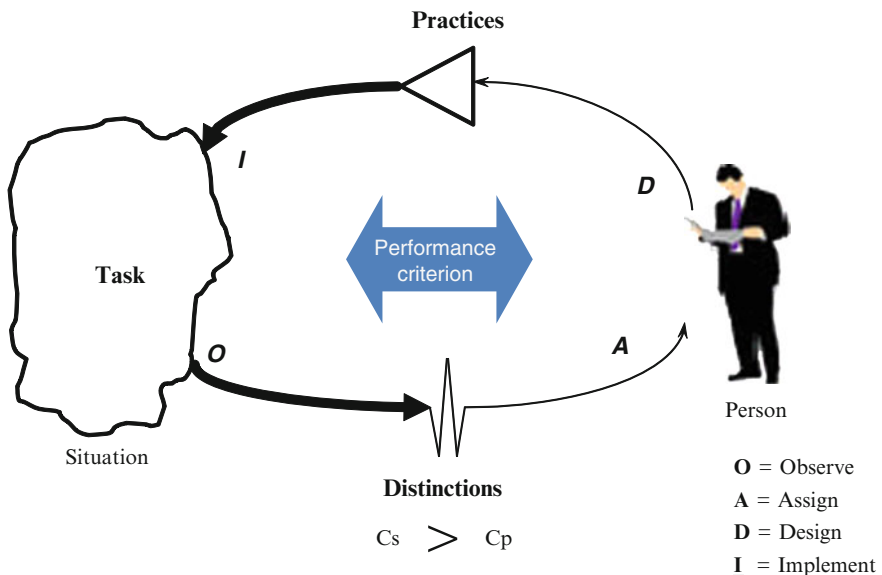 Practices
I
D
Performance
criterion
Task
O
A
Situation
Person
Distinctions
Cs > Cp
O = Observe
A = Assign
D = Design
I = Implement